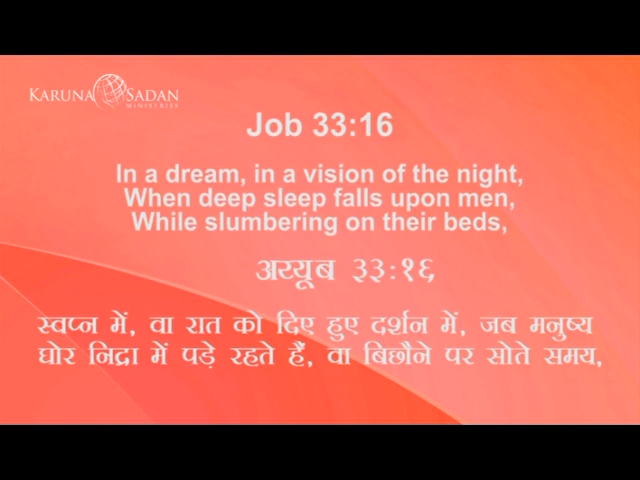 KARUNA SADAN
MINISTRIES
Job 33:16
In a dream, in a vision of the night,
When deep sleep falls upon men,
While slumbering on their beds,
अय्यूब ३३:१६
स्वप्न में, वा रात को दिए हुए दर्शन में, जब मनुष्य
घोर निद्रा में पड़े रहते हैं, वा बिछौने पर सोते समय,